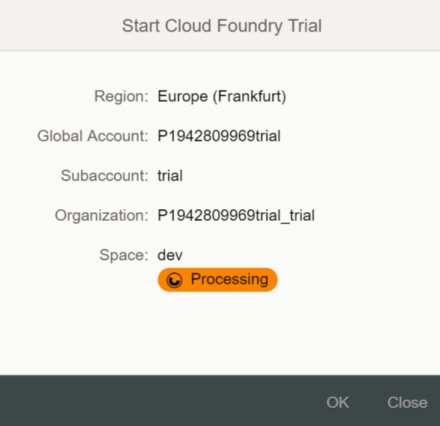 Start Cloud Foundry Trial
Region: Europe (Frankfurt)
Global Account: P1942809969trial
Subaccount: trial
Organization: P1942809969trial_trial
Space: dev
Processing
OK Close